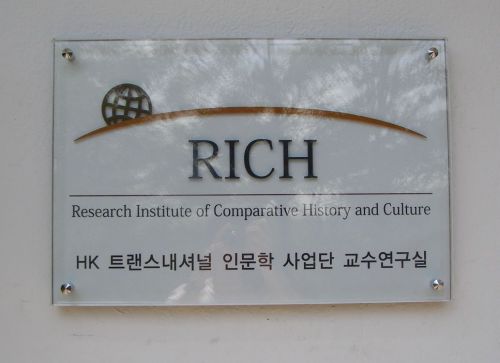 RICH
Research Institute of Comparative History and Culture
HK 트랜스내셔널 인문학 사업단 교수연구실